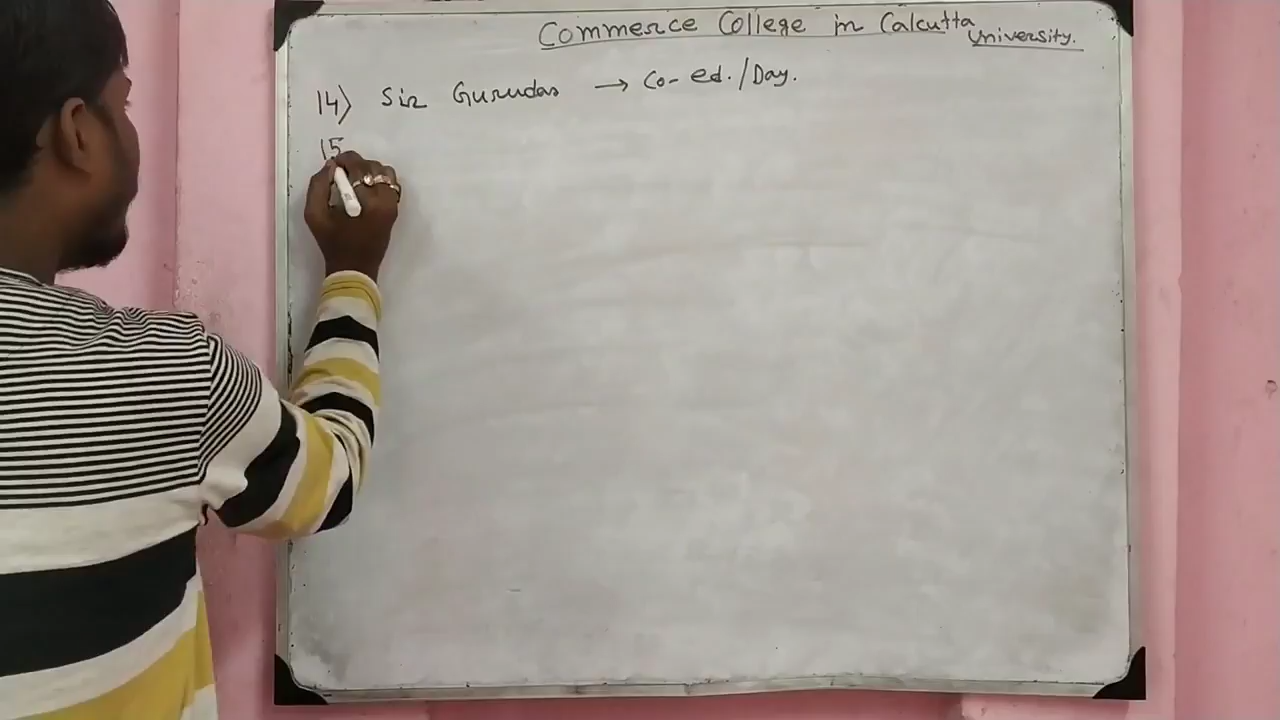 Commerce College in Calcutta University.
14) Sir Gurudas → Co-ed./Day.
15